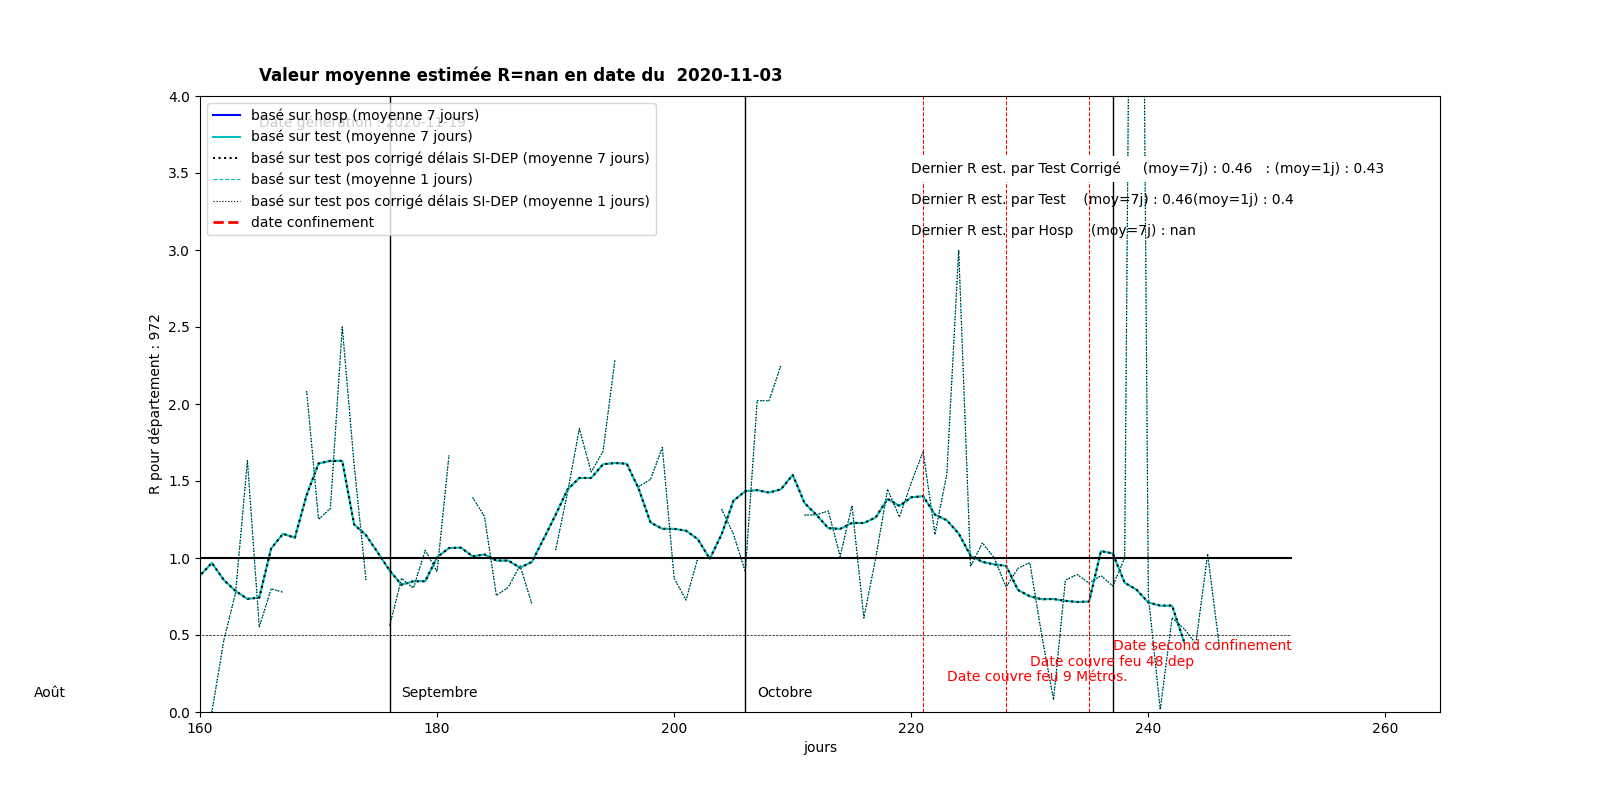 Valeur moyenne estimée R=nan en date du  2020-11-03
4.0
3.5
3.0
2.5
2.0
1.5
1.0
0.5
0.0
R pour département : 972
basé sur hosp (moyenne 7 jours)
Date génération : 2020-11-19
basé sur test (moyenne 7 jours)
basé sur test pos corrigé délais SI-DEP (moyenne 7 jours)
basé sur test (moyenne 1 jours)
basé sur test pos corrigé délais SI-DEP (moyenne 1 jours)
date confinement
Dernier R est. par Test Corrigé     (moy=7j) : 0.46   : (moy=1j) : 0.43
Dernier R est. par Test    (moy=7j) : 0.46(moy=1j) : 0.4
Dernier R est. par Hosp    (moy=7j) : nan
Date second confinement
Date couvre feu 48 dep
Date couvre feu 9 Métros.
Août
Septembre
Octobre
160
180
200
220
240
260
jours